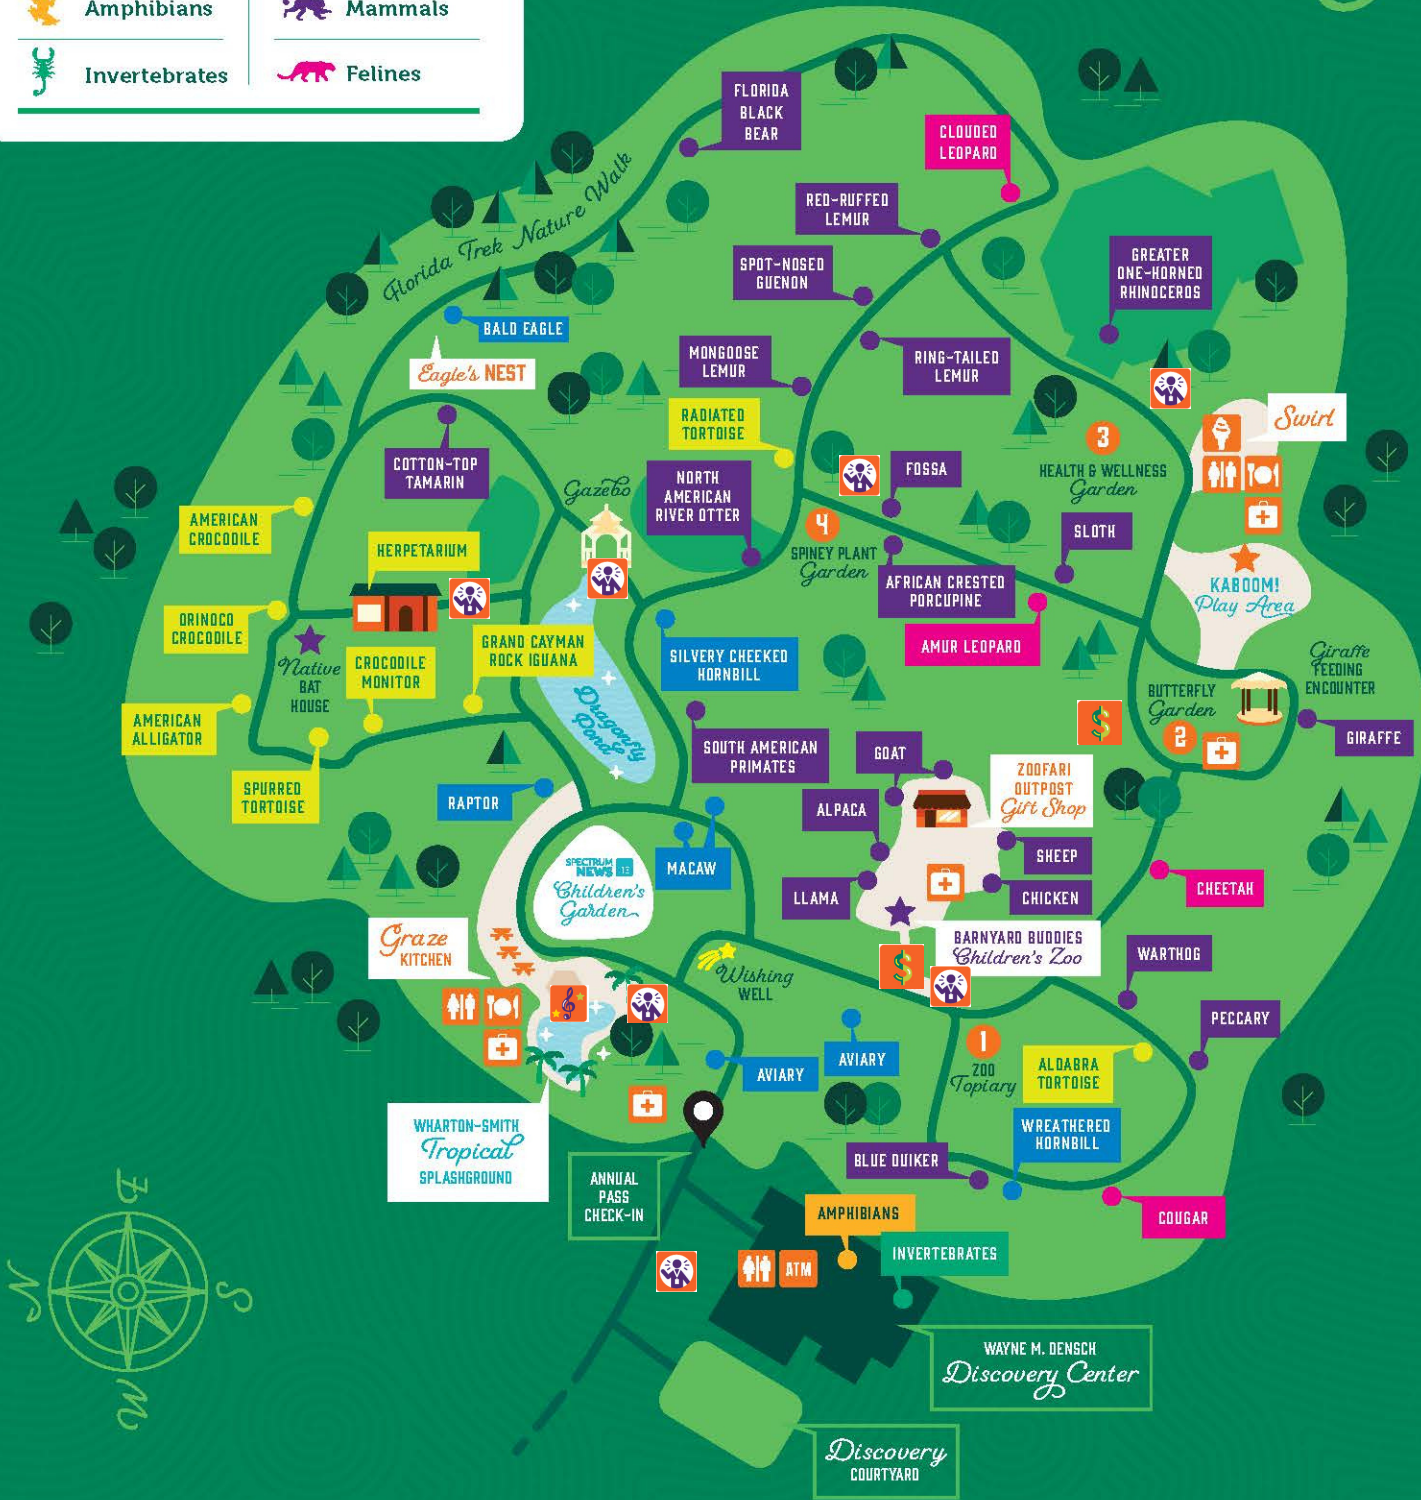 Amphibians
Mammals
Invertebrates
Felines
FLORIDA
BLACK
BEAR
CLOUDED
LEOPARD
Florida Trek Nature Walk
RED-RUFFED
LEMUR
SPOT-NOSED
GUENON
GREATER
ONE-HORNED
RHINOCEROS
BALD EAGLE
Eagle's NEST
MONGOOSE
LEMUR
RING-TAILED
LEMUR
RADIATED
TORTOISE
Swirl
COTTON-TOP
TAMARIN
NORTH
AMERICAN
RIVER OTTER
FOSSA
3
HEALTH & WELLNESS
Garden
Gazebo
AMERICAN
CROCODILE
HERPETARIUM
4
SPINEY PLANT
Garden
SLOTH
AFRICAN CRESTED
PORCUPINE
KABOOM!
Play Area
ORINOCO
CROCODILE
Native
BAT
HOUSE
CROCODILE
MONITOR
GRAND CAYMAN
ROCK IGUANA
SILVERY CHEEKED
HORNBILL
AMUR LEOPARD
Giraffe
FEEDING
ENCOUNTER
BUTTERFLY
Garden
2
GIRAFFE
AMERICAN
ALLIGATOR
Dragonfly
Pond
SOUTH AMERICAN
PRIMATES
$
GOAT
ZOOFARI
OUTPOST
Gift Shop
SPURRED
TORTOISE
RAPTOR
ALPACA
SHEEP
SPECTRUM
NEWS 13
Children's
Garden
MACAW
LLAMA
CHICKEN
CHEETAH
Graze
KITCHEN
BARNYARD BUDDIES
Children's Zoo
WARTHOG
$
Wishing
WELL
PECCARY
1
ZOO
Topiary
AVIARY
AVIARY
ALDABRA
TORTOISE
WHARTON-SMITH
Tropical
SPLASHGROUND
WREATHERED
HORNBILL
BLUE DUIKER
ANNUAL
PASS
CHECK-IN
AMPHIBIANS
COUGAR
INVERTEBRATES
ATM
E
N
S
W
WAYNE M. DENSCH
Discovery Center
Discovery
COURTYARD